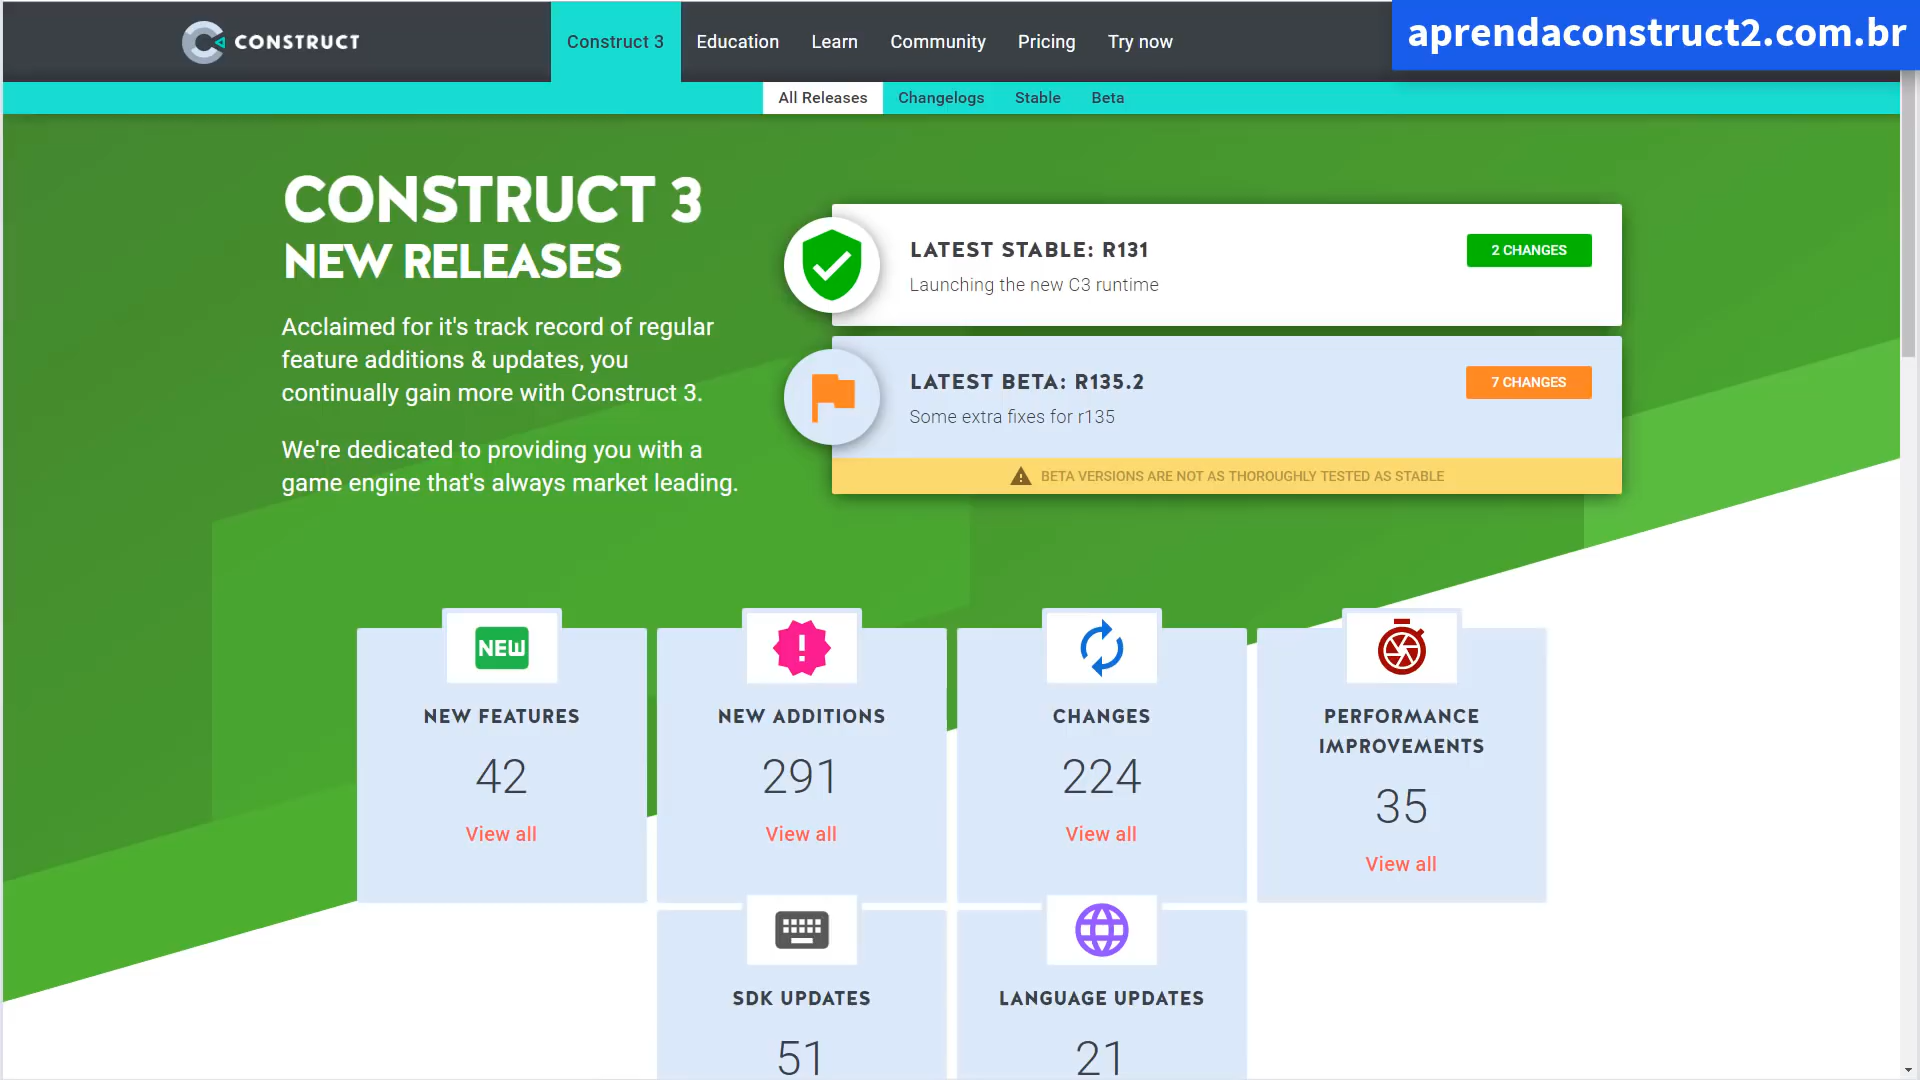 CONSTRUCT
Construct 3 Education Learn Community Pricing Try now
aprendaconstruct2.com.br
All Releases Changelogs Stable Beta
CONSTRUCT 3
NEW RELEASES
Acclaimed for it's track record of regular
feature additions & updates, you
continually gain more with Construct 3.
We're dedicated to providing you with a
game engine that's always market leading.
LATEST STABLE: R131
2 CHANGES
Launching the new C3 runtime
LATEST BETA: R135.2
7 CHANGES
Some extra fixes for r135
BETA VERSIONS ARE NOT AS THOROUGHLY TESTED AS STABLE
NEW
NEW FEATURES
42
View all
NEW ADDITIONS
291
View all
CHANGES
224
View all
PERFORMANCE
IMPROVEMENTS
35
View all
SDK UPDATES
51
LANGUAGE UPDATES
21